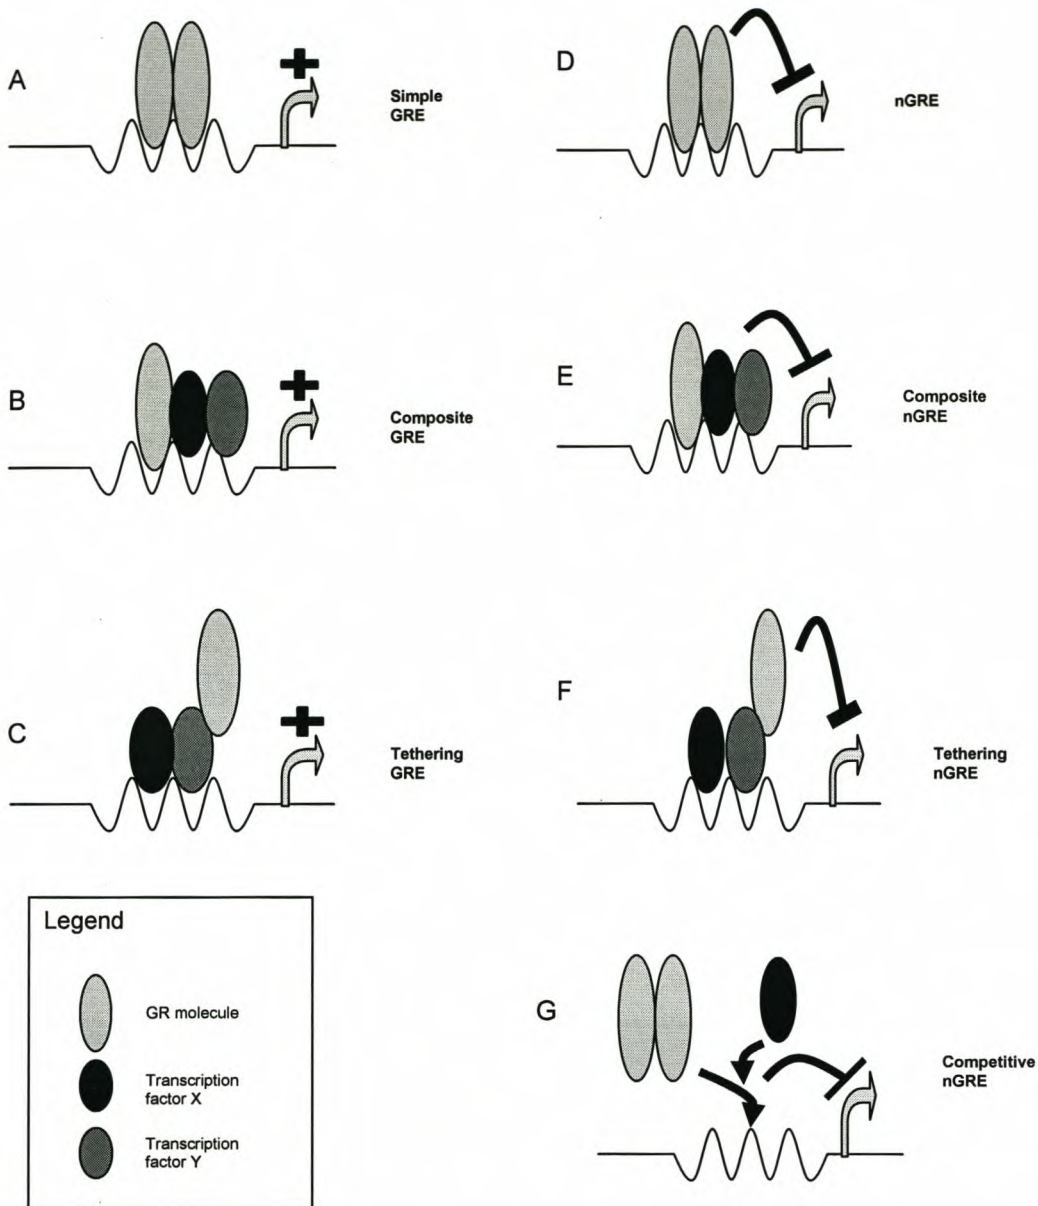 A
Simple
GRE
B
Composite
GRE
C
Tethering
GRE
D
nGRE
E
Composite
nGRE
F
Tethering
nGRE
G
Competitive
nGRE
Legend
GR molecule
Transcription
factor X
Transcription
factor Y